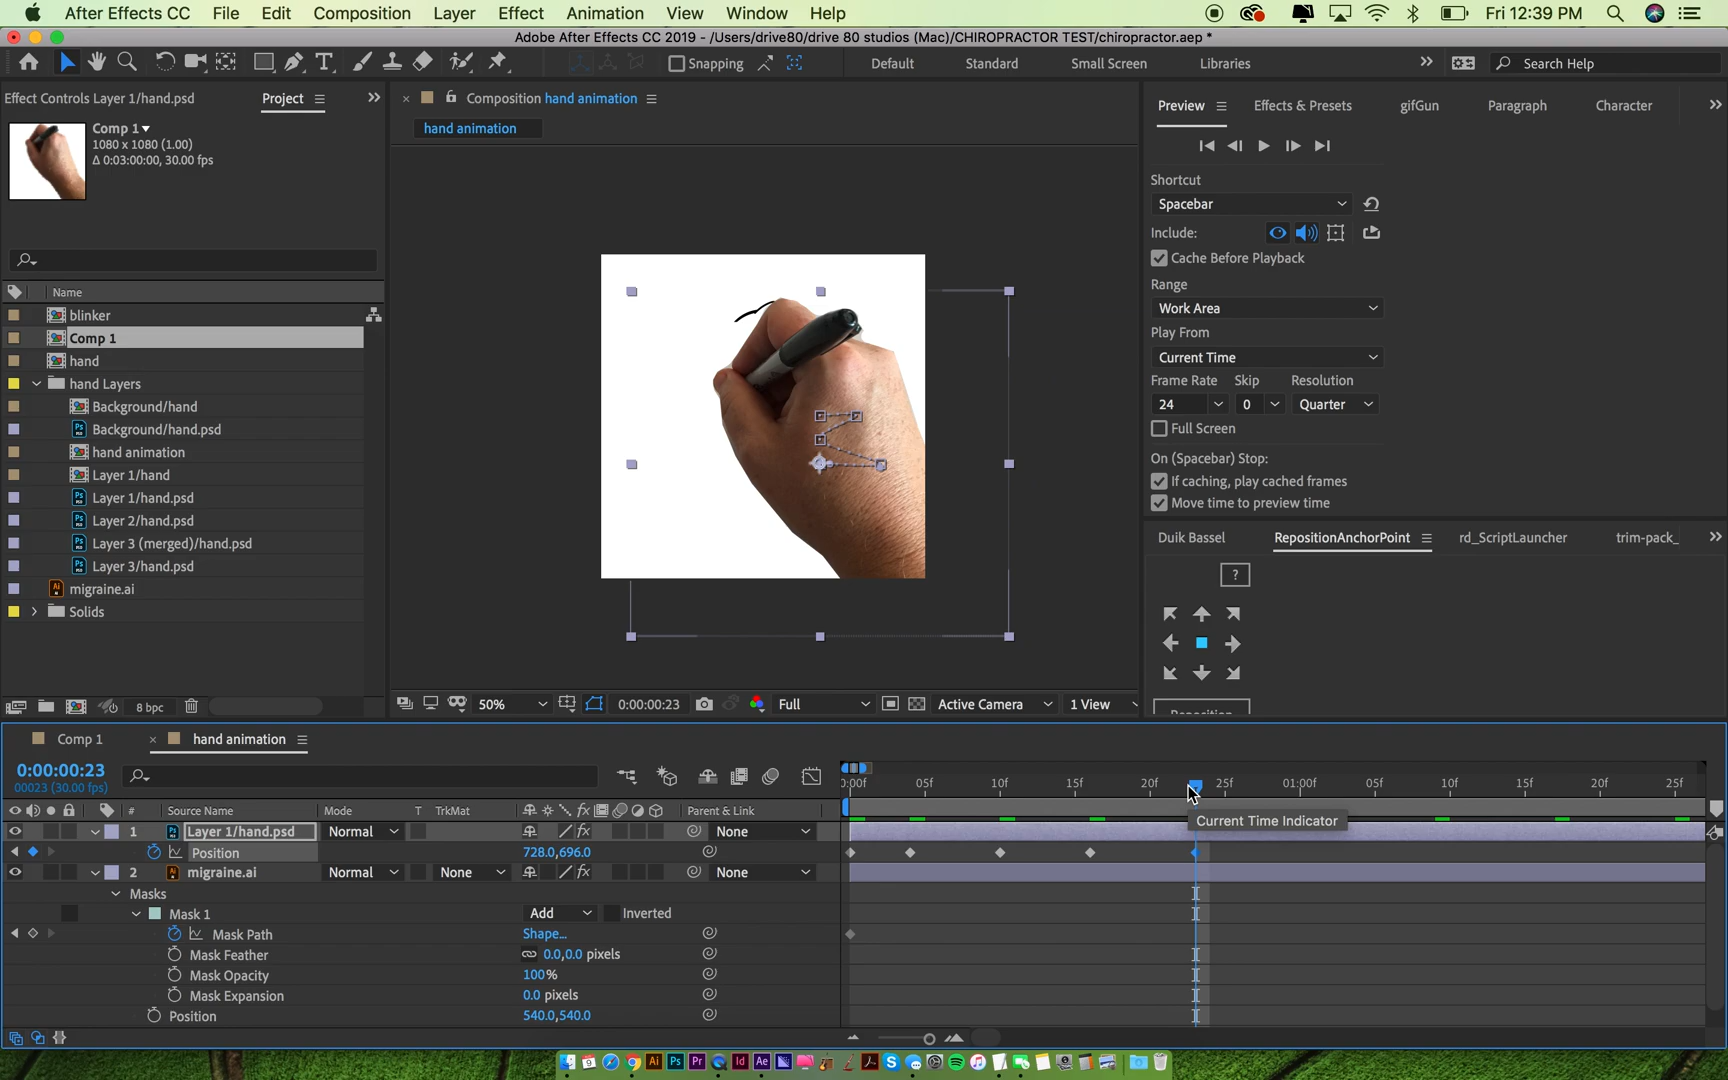 After Effects CC File Edit Composition Layer Effect Animation View Window Help Fri 12:39 PM
Adobe After Effects CC 2019 - /Users/drive80/drive 80 studios (Mac)/CHIROPRACTOR TEST/chiropractor.aep *
Snapping Default Standard Small Screen Libraries Search Help
Effect Controls Layer 1/hand.psd Project
Comp 1
1080 x 1080 (1.00)
Δ 0:03:00:00, 30.00 fps
Name
blinker
Comp 1
hand
hand Layers
Background/hand
Background/hand.psd
hand animation
Layer 1/hand
Layer 1/hand.psd
Layer 2/hand.psd
Layer 3 (merged)/hand.psd
Layer 3/hand.psd
migraine.ai
Solids
8 bpc
Composition hand animation
hand animation
50% 0:00:00:23 Full Active Camera 1 View
Preview Effects & Presets gifGun Paragraph Character
Shortcut
Spacebar
Include:
Cache Before Playback
Range
Work Area
Play From
Current Time
Frame Rate Skip Resolution
24 0 Quarter
Full Screen
On (Spacebar) Stop:
If caching, play cached frames
Move time to preview time
Duik Bassel RepositionAnchorPoint rd_ScriptLauncher trim-pack_
?
Comp 1 hand animation
0:00:00:23
00023 (30.00 fps)
0:00f 05f 10f 15f 20f 25f 01:00f 05f 10f 15f 20f 25f
# Source Name Mode T TrkMat Parent & Link
Current Time Indicator
1 Layer 1/hand.psd Normal None
Position 728.0,696.0
2 migraine.ai Normal None None
Masks
Mask 1 Add Inverted
Mask Path Shape...
Mask Feather 0.0,0.0 pixels
Mask Opacity 100%
Mask Expansion 0.0 pixels
Position 540.0,540.0